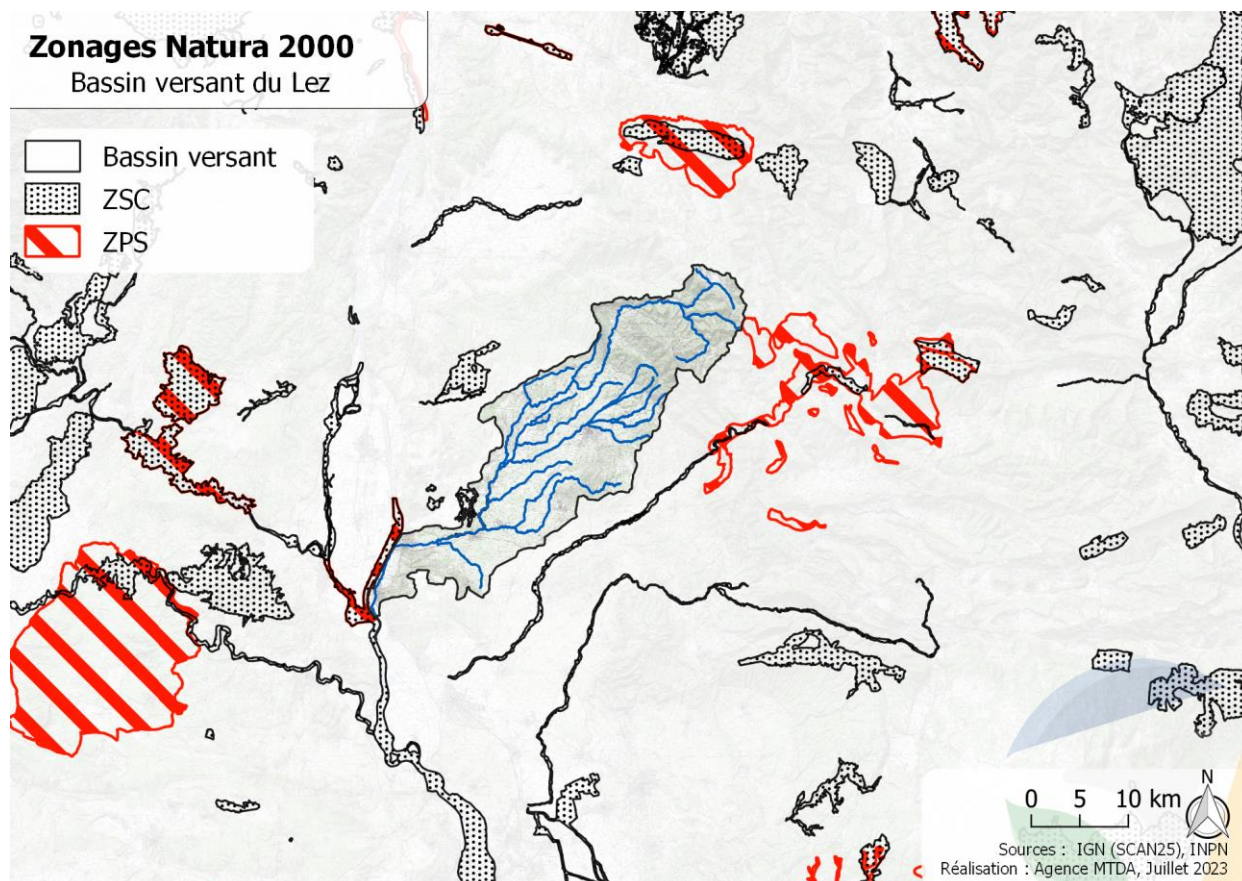 Zonages Natura 2000
Bassin versant du Lez
Bassin versant
ZSC
ZPS
N
0 5 10 km
Sources : IGN (SCAN25), INPN
Réalisation : Agence MTDA, Juillet 2023